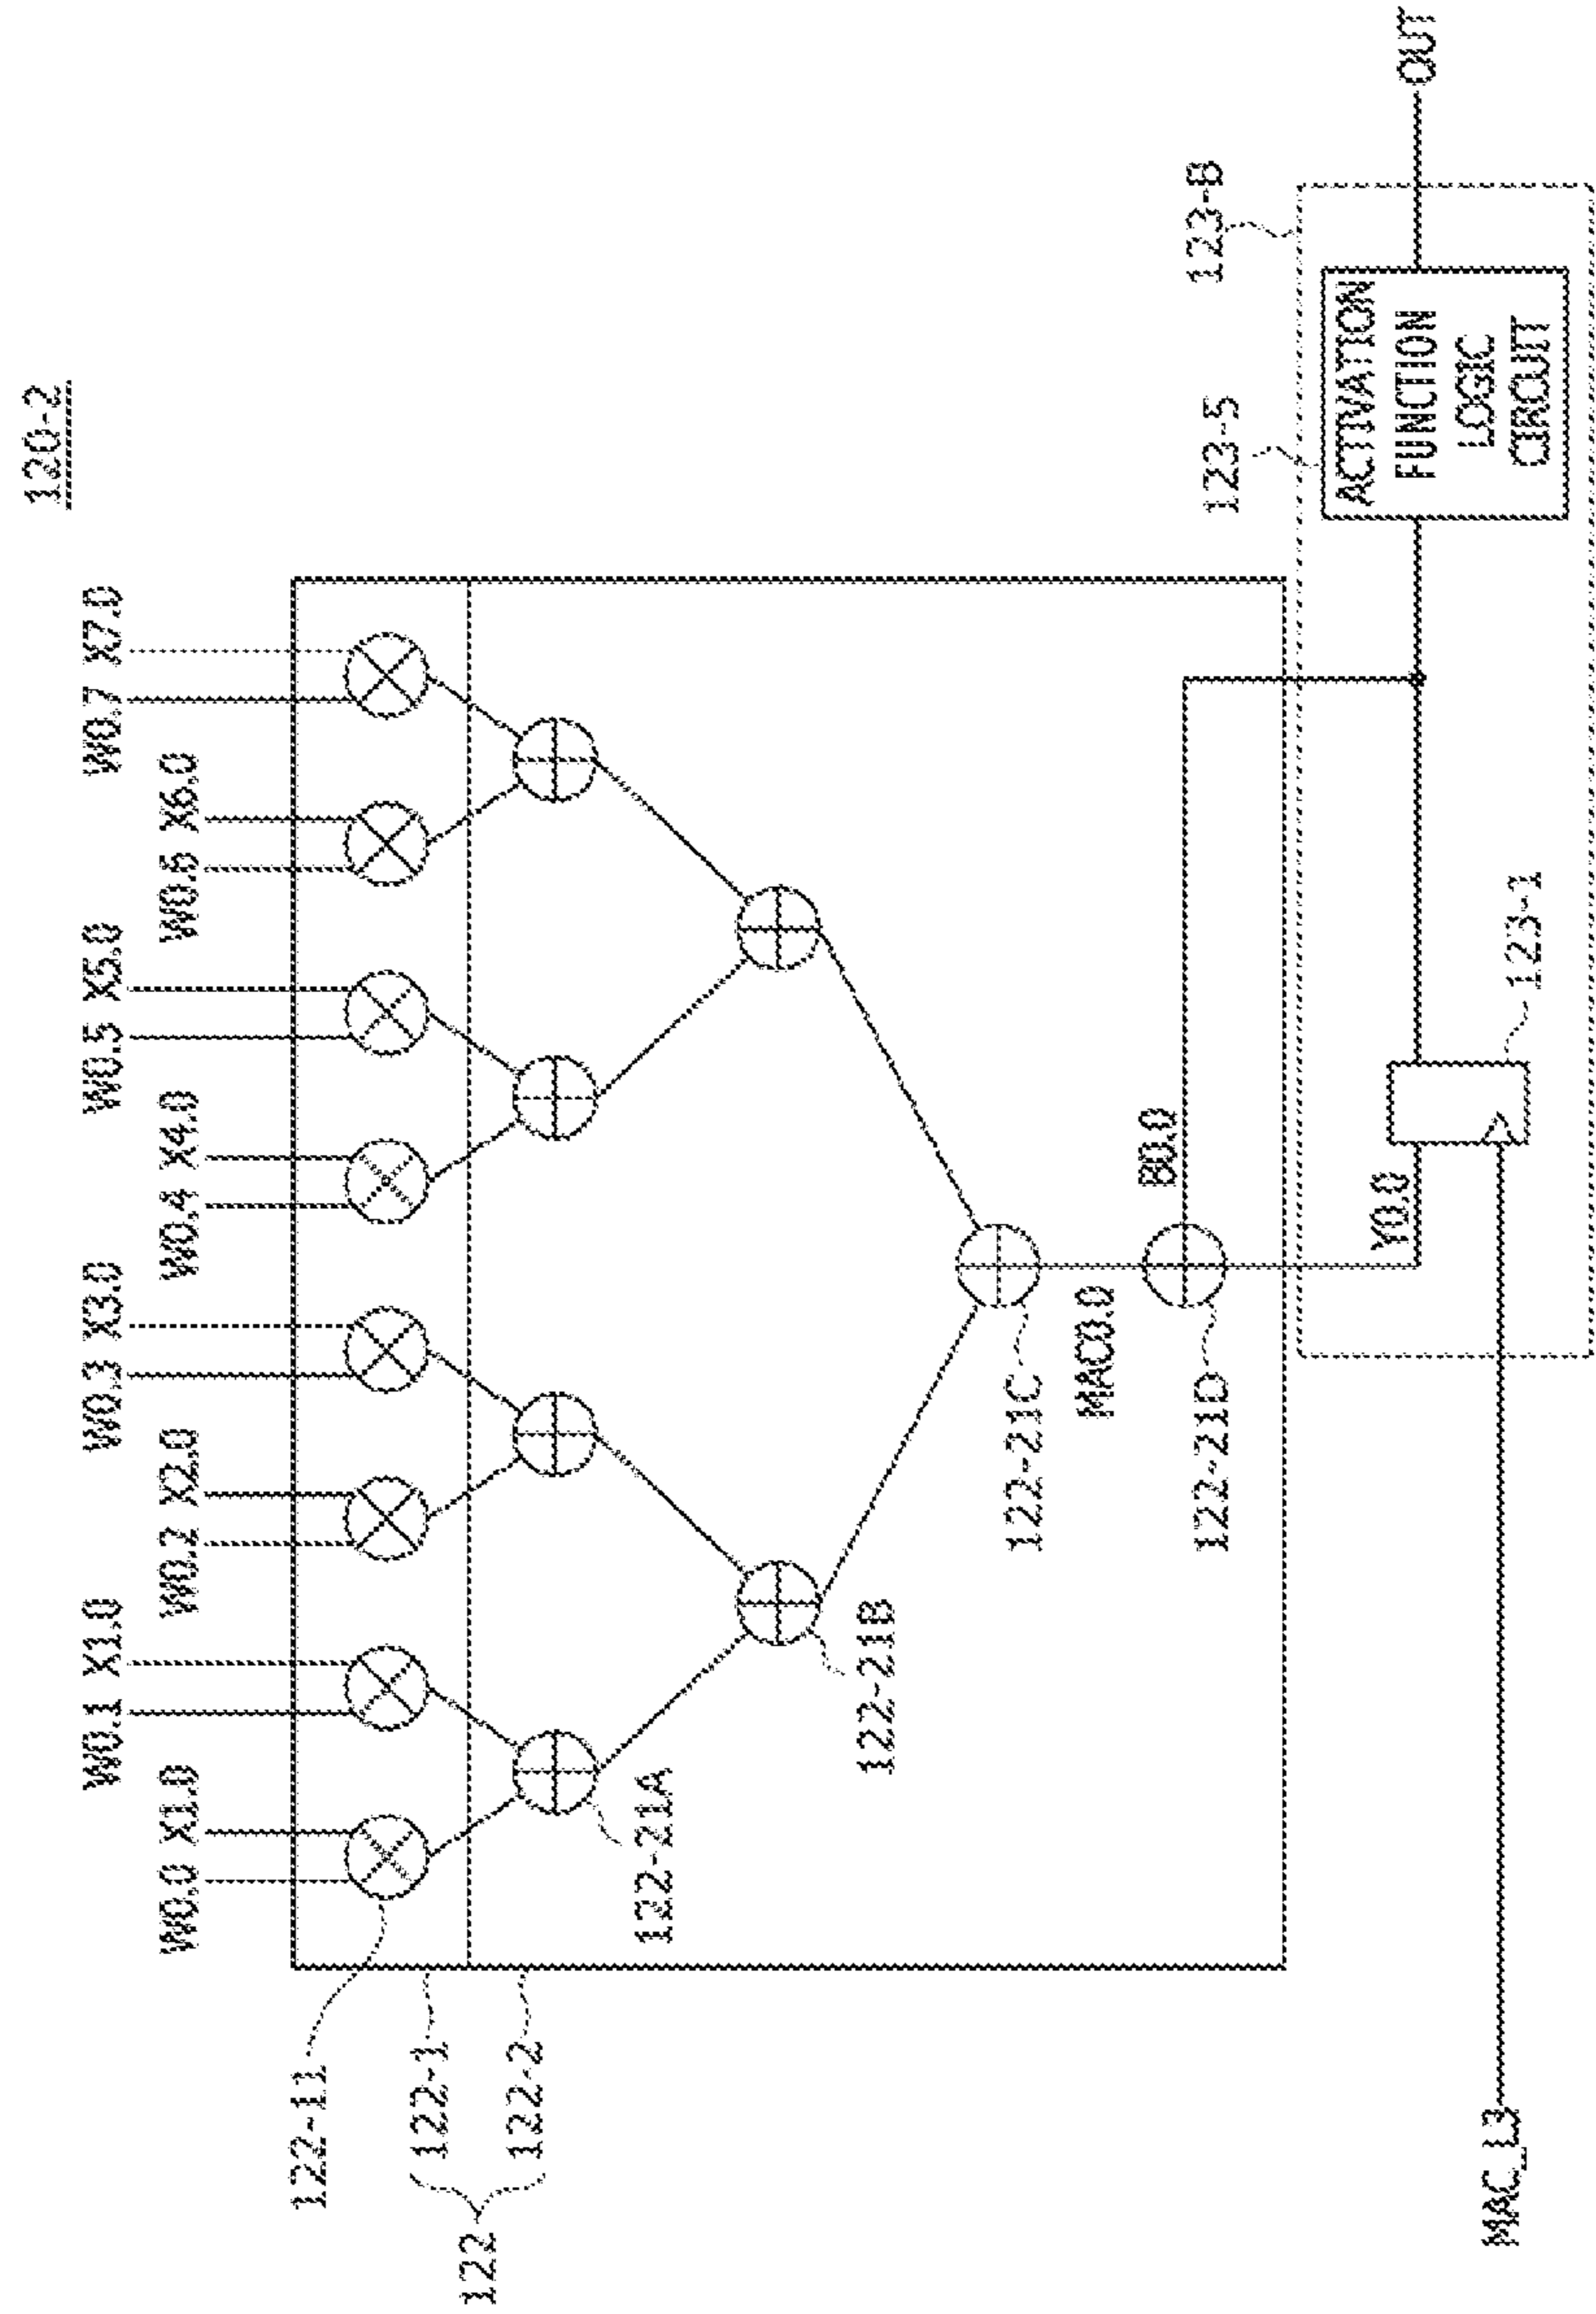 120-2
W0.1 X1.0
W0.3 X3.0
W0.5 X5.0
W0.7 X7.0
W0.0 X1.0
W0.2 X2.0
W0.4 X4.0
W0.6 X6.0
122-11
122-1
122
122-2
122-21A
122-21B
122-21C
MAC0.0
B0.0
122-21D
123-5
123-B
Y0.0
ACTIVATION
FUNCTION
LOGIC
CIRCUIT
OUT
MAC_L3
123-1